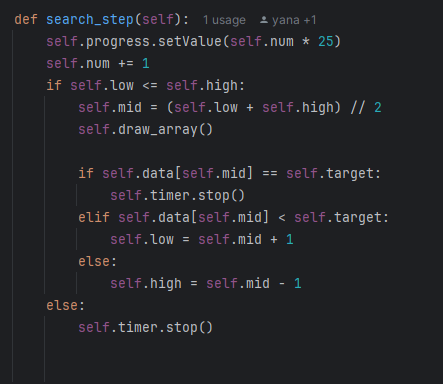 def search_step(self): 1 usage yana +1
    self.progress.setValue(self.num * 25)
    self.num += 1
    if self.low <= self.high:
        self.mid = (self.low + self.high) // 2
        self.draw_array()

        if self.data[self.mid] == self.target:
            self.timer.stop()
        elif self.data[self.mid] < self.target:
            self.low = self.mid + 1
        else:
            self.high = self.mid - 1
    else:
        self.timer.stop()